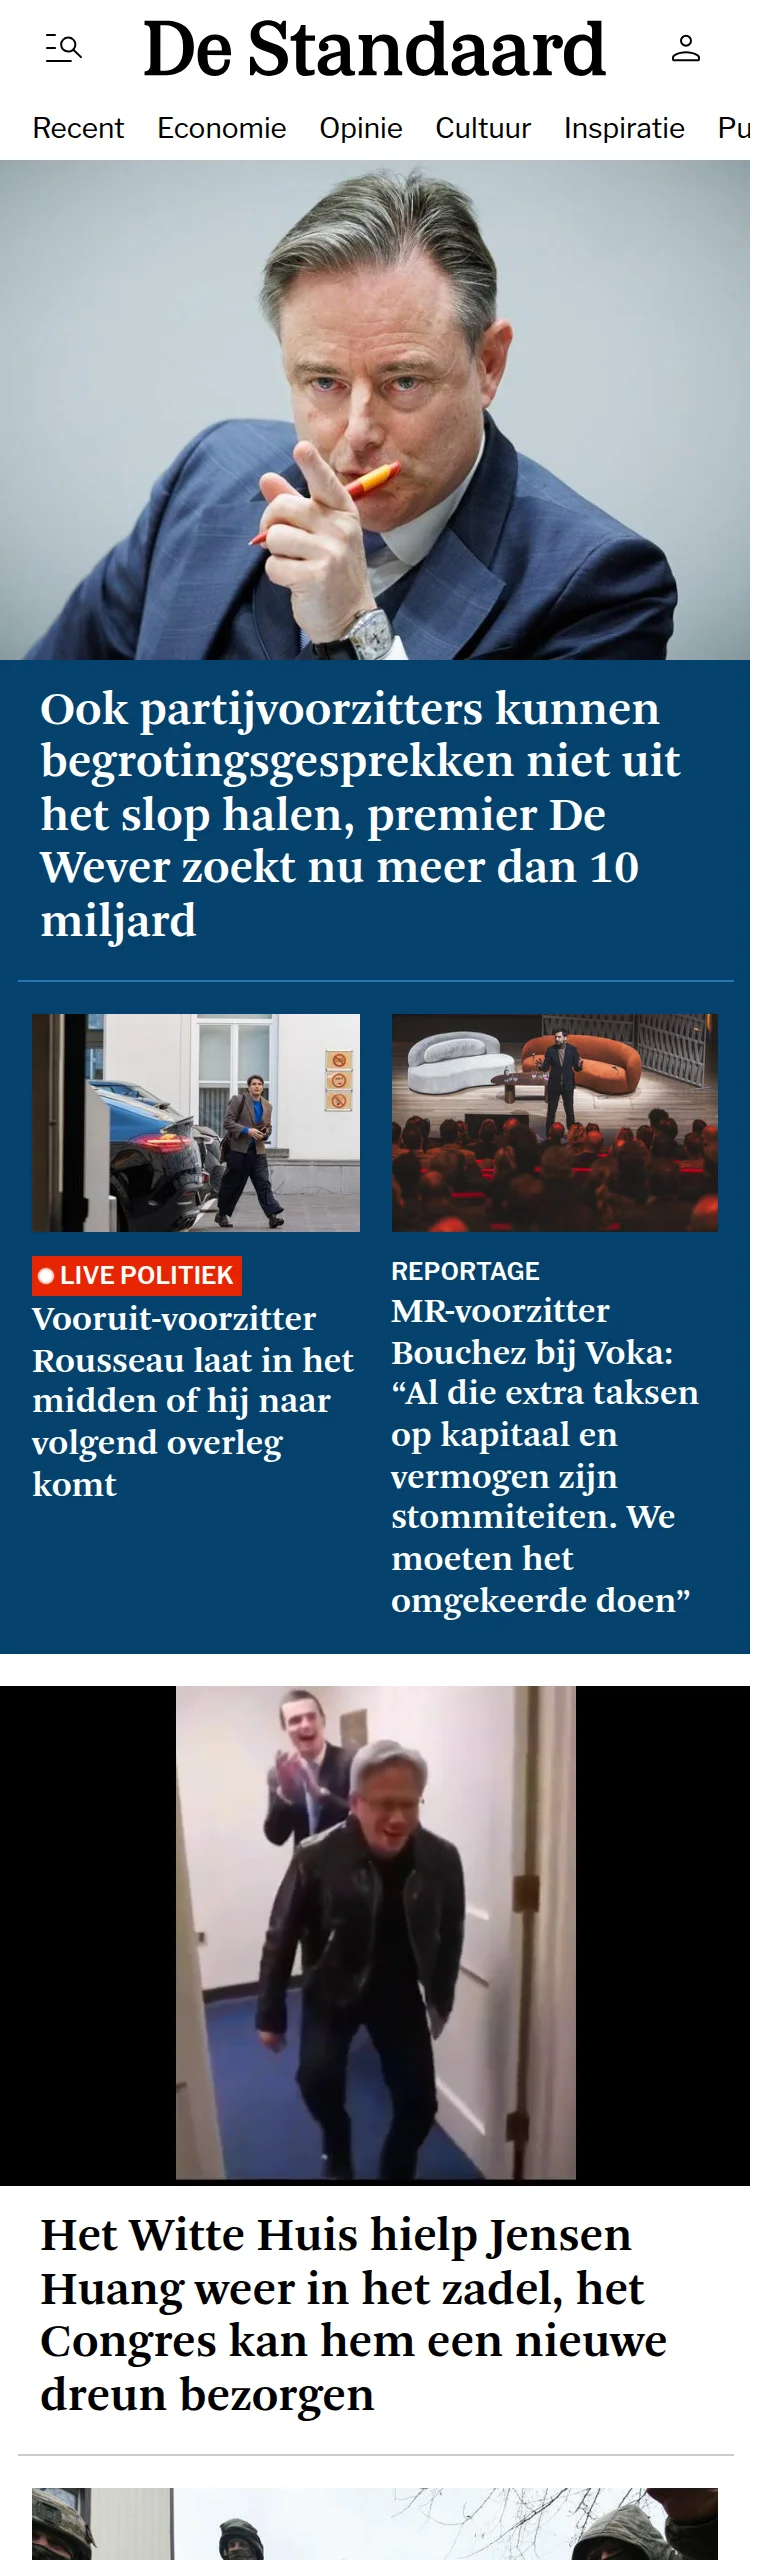 De Standaard
Recent Economie Opinie Cultuur Inspiratie Pu
Ook partijvoorzitters kunnen
begrotingsgesprekken niet uit
het slop halen, premier De
Wever zoekt nu meer dan 10
miljard
LIVE POLITIEK
Vooruit-voorzitter
Rousseau laat in het
midden of hij naar
volgend overleg
komt
REPORTAGE
MR-voorzitter
Bouchez bij Voka:
“Al die extra taksen
op kapitaal en
vermogen zijn
stommiteiten. We
moeten het
omgekeerde doen”
Het Witte Huis hielp Jensen
Huang weer in het zadel, het
Congres kan hem een nieuwe
dreun bezorgen